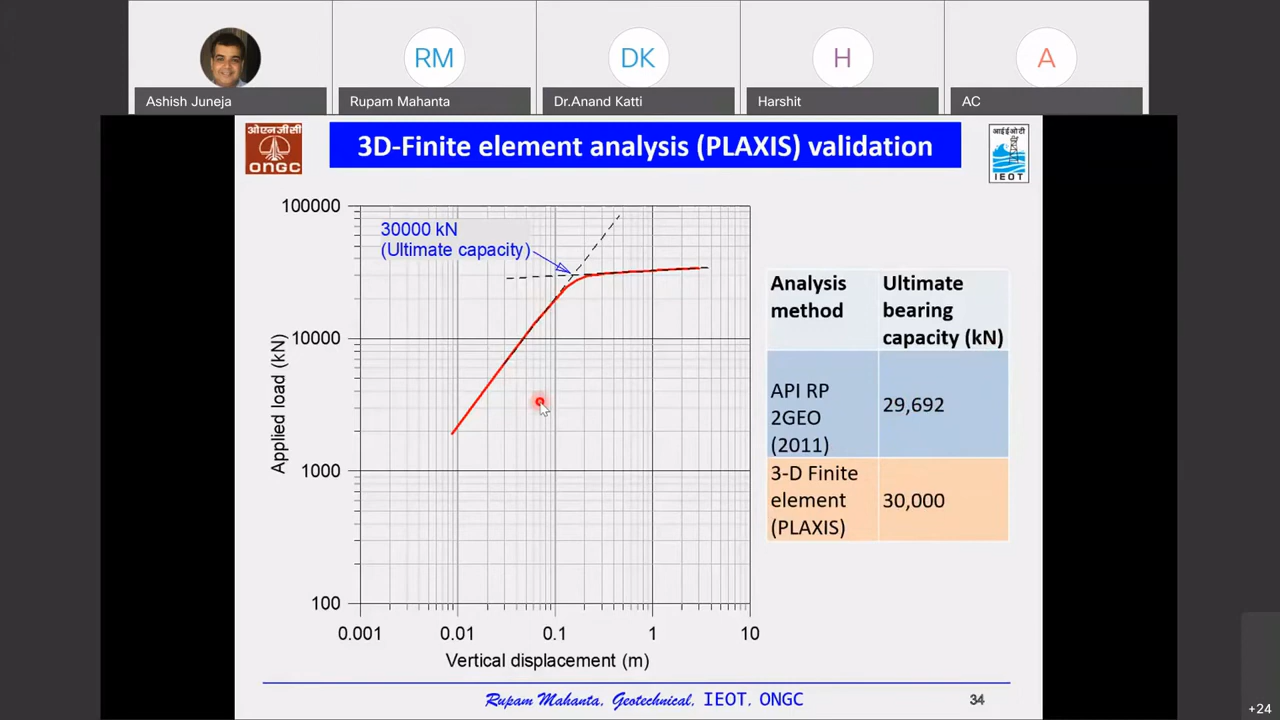 RM
DK
H
A
Ashish Juneja
Rupam Mahanta
Dr.Anand Katti
Harshit
AC
ओएनजीसी
ONGC
3D-Finite element analysis (PLAXIS) validation
आईईओटी
IEOT
100000
10000
1000
100
Applied load (kN)
30000 kN
(Ultimate capacity)
0.001
0.01
0.1
1
10
Vertical displacement (m)
Analysis method
Ultimate bearing capacity (kN)
API RP 2GEO (2011)
29,692
3-D Finite element (PLAXIS)
30,000
Rupam Mahanta, Geotechnical, IEOT, ONGC
34
+24